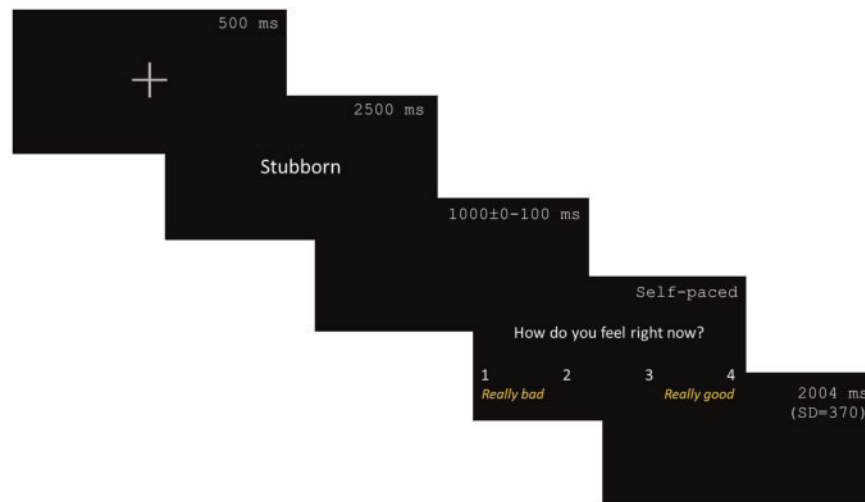 500 ms
2500 ms
Stubborn
1000±0-100 ms
Self-paced
How do you feel right now?
1 2 3 4
Really bad Really good
2004 ms
(SD=370)